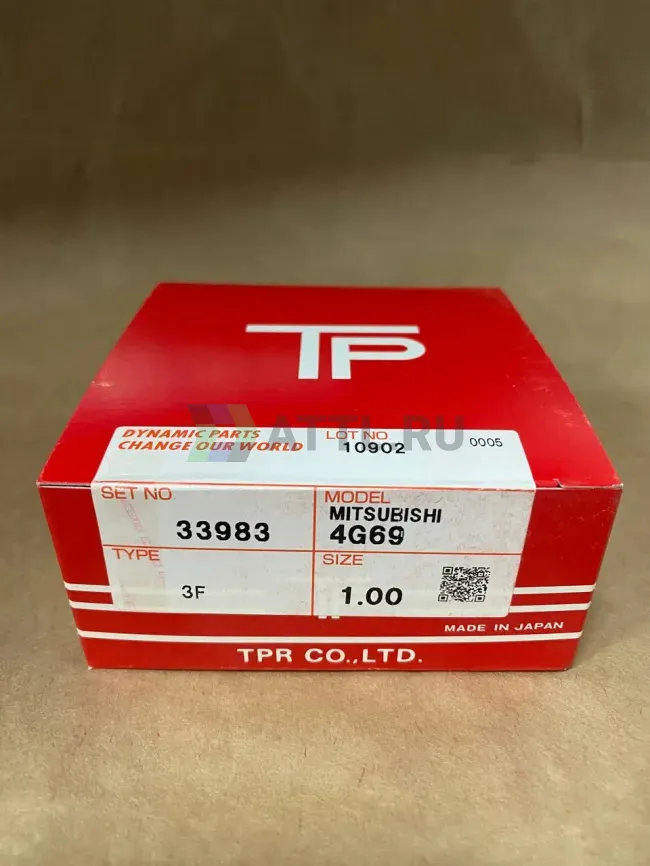 TP
ATTI.RU
DYNAMIC PARTS
CHANGE OUR WORLD
LOT NO.
10902
0005
SET NO
33983
MODEL
MITSUBISHI
4G69
TYPE
3F
SIZE
1.00
MADE IN JAPAN
TPR CO.,LTD.